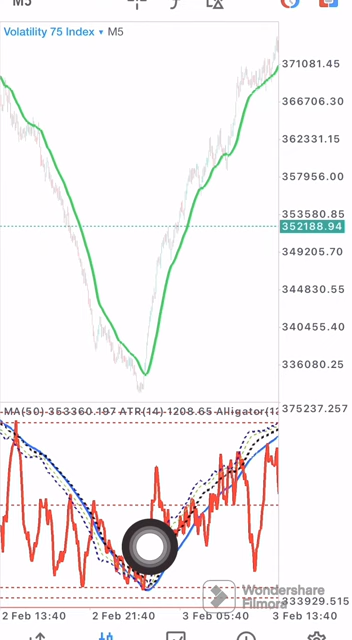 M5
Volatility 75 Index ▾ M5
371081.45
366706.30
362331.15
357956.00
353580.85
352188.94
349205.70
344830.55
340455.40
336080.25
375237.257
MA(50)-353360.197 ATR(14)-1208.65 Alligator(1
333929.515
Wondershare
Filmora
2 Feb 13:40 2 Feb 21:40 3 Feb 05:40 3 Feb 13:40